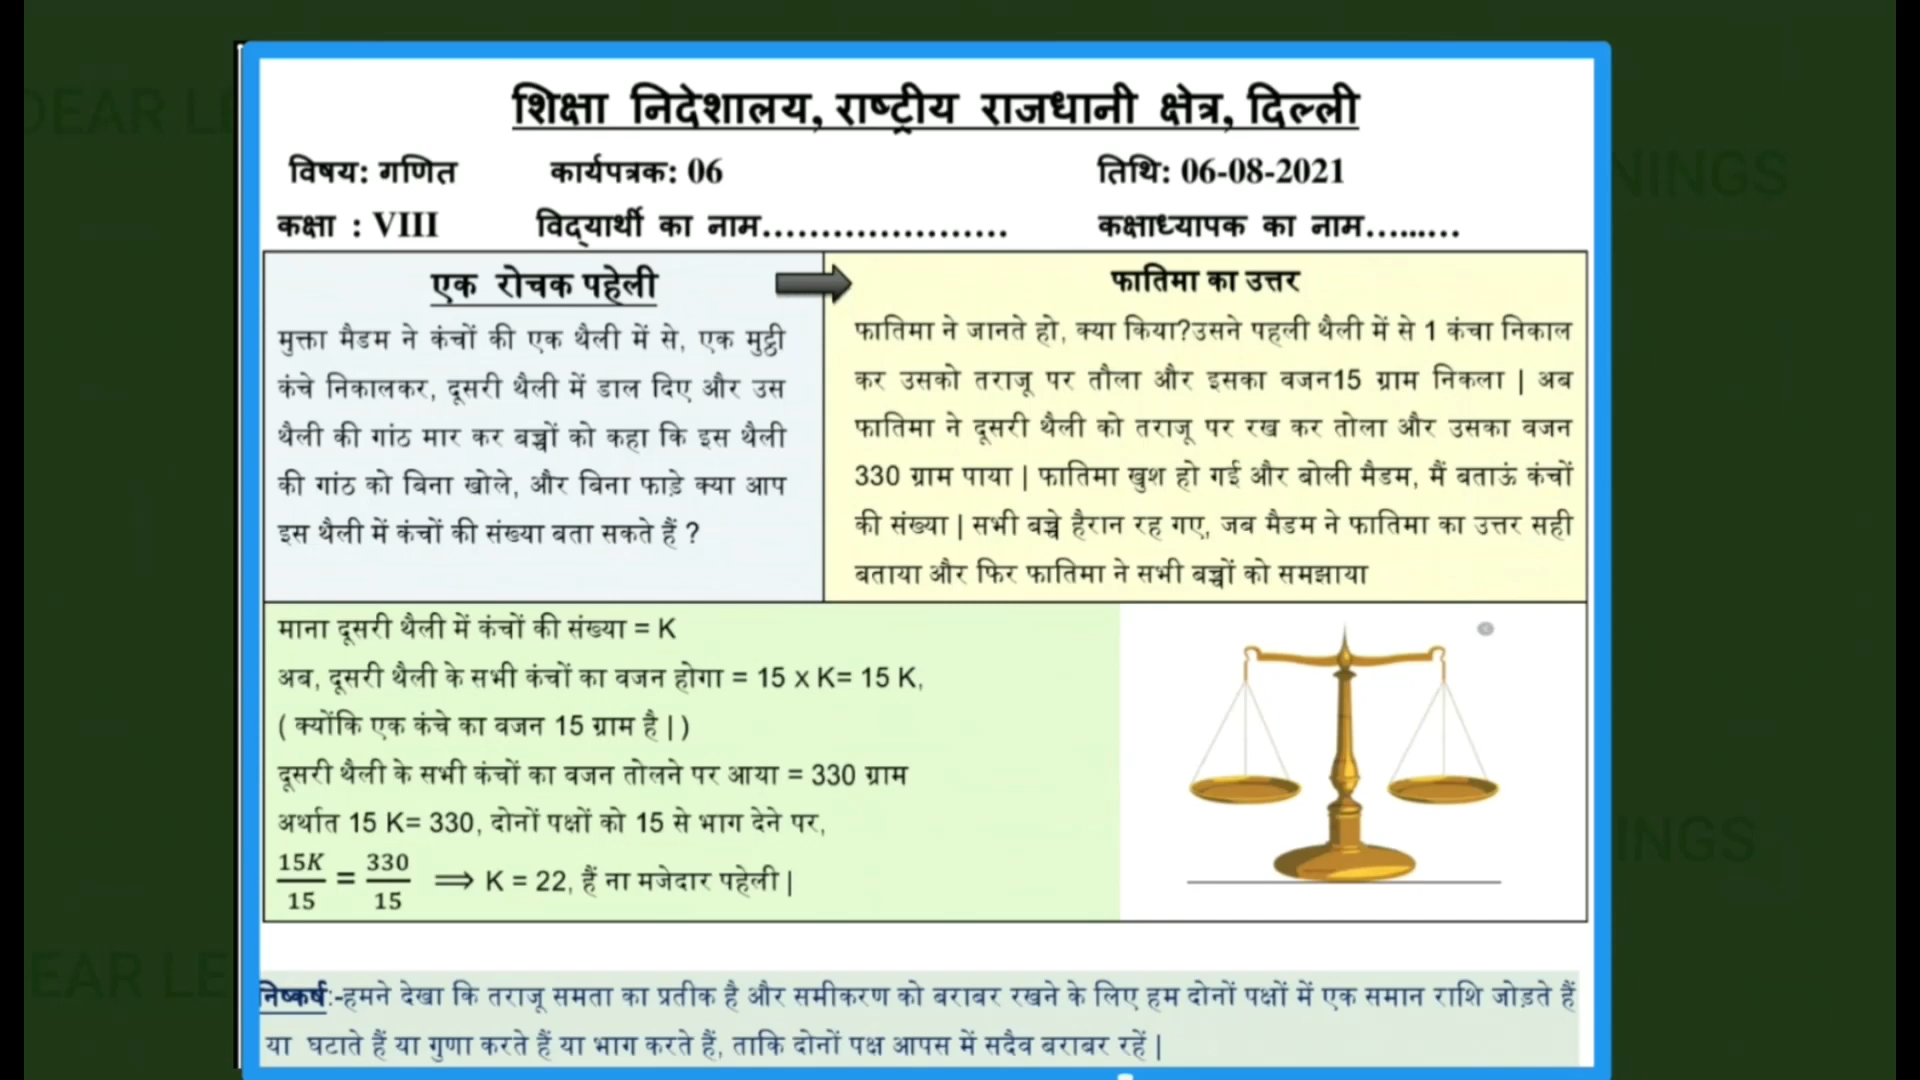 शिक्षा निदेशालय, राष्ट्रीय राजधानी क्षेत्र, दिल्ली
विषय: गणित कार्यपत्रक: 06 तिथि: 06-08-2021
कक्षा : VIII विद्यार्थी का नाम..................... कक्षाध्यापक का नाम.........
एक रोचक पहेली
मुक्ता मैडम ने कंचों की एक थैली में से, एक मुट्ठी
कंचे निकालकर, दूसरी थैली में डाल दिए और उस
थैली की गांठ मार कर बच्चों को कहा कि इस थैली
की गांठ को बिना खोले, और बिना फाड़े क्या आप
इस थैली में कंचों की संख्या बता सकते हैं ?
फातिमा का उत्तर
फातिमा ने जानते हो, क्या किया?उसने पहली थैली में से 1 कंचा निकाल
कर उसको तराजू पर तौला और इसका वजन15 ग्राम निकला | अब
फातिमा ने दूसरी थैली को तराजू पर रख कर तोला और उसका वजन
330 ग्राम पाया | फातिमा खुश हो गई और बोली मैडम, मैं बताऊं कंचों
की संख्या | सभी बच्चे हैरान रह गए, जब मैडम ने फातिमा का उत्तर सही
बताया और फिर फातिमा ने सभी बच्चों को समझाया
माना दूसरी थैली में कंचों की संख्या = K
अब, दूसरी थैली के सभी कंचों का वजन होगा = 15 x K= 15 K,
( क्योंकि एक कंचे का वजन 15 ग्राम है | )
दूसरी थैली के सभी कंचों का वजन तोलने पर आया = 330 ग्राम
अर्थात 15 K= 330, दोनों पक्षों को 15 से भाग देने पर,
15K/15 = 330/15 ⟹ K = 22, हैं ना मजेदार पहेली |
निष्कर्ष:-हमने देखा कि तराजू समता का प्रतीक है और समीकरण को बराबर रखने के लिए हम दोनों पक्षों में एक समान राशि जोड़ते हैं
या घटाते हैं या गुणा करते हैं या भाग करते हैं, ताकि दोनों पक्ष आपस में सदैव बराबर रहें |